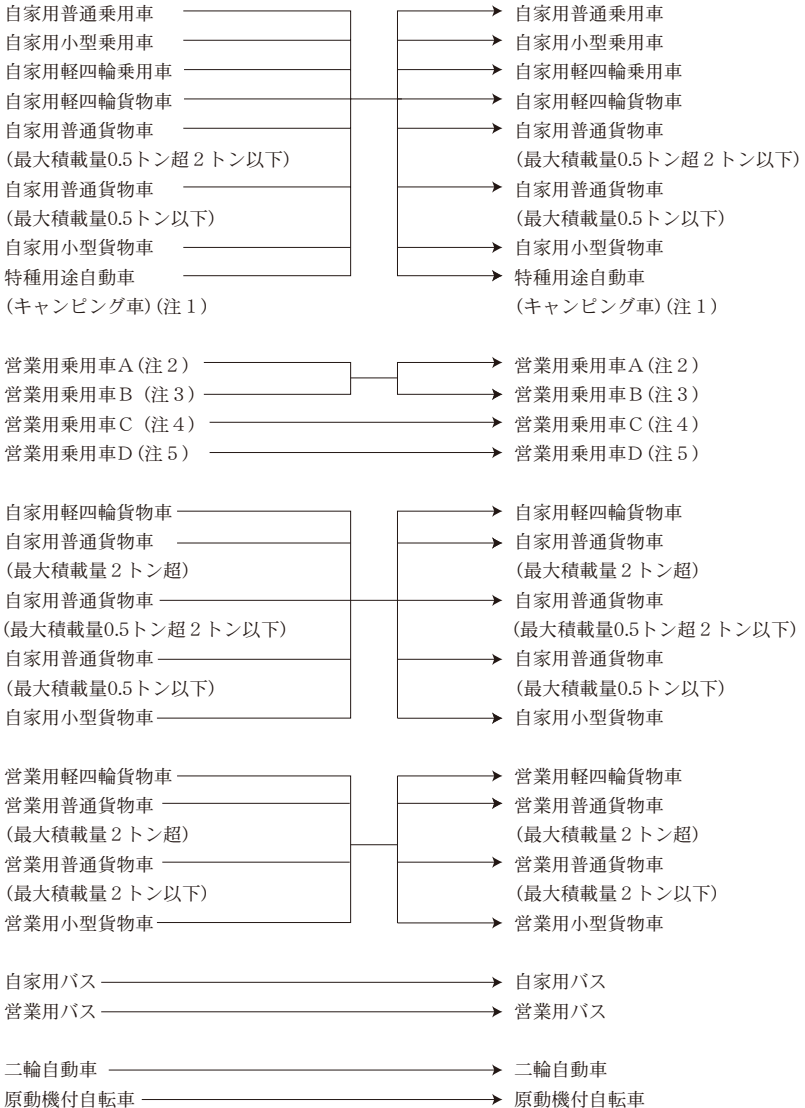 自家用普通乗用車 自家用普通乗用車
自家用小型乗用車 自家用小型乗用車
自家用軽四輪乗用車 自家用軽四輪乗用車
自家用軽四輪貨物車 自家用軽四輪貨物車
自家用普通貨物車 自家用普通貨物車
(最大積載量0.5トン超2トン以下) (最大積載量0.5トン超2トン以下)
自家用普通貨物車 自家用普通貨物車
(最大積載量0.5トン以下) (最大積載量0.5トン以下)
自家用小型貨物車 自家用小型貨物車
特種用途自動車 特種用途自動車
(キャンピング車)(注1) (キャンピング車)(注1)
営業用乗用車A(注2) 営業用乗用車A(注2)
営業用乗用車B(注3) 営業用乗用車B(注3)
営業用乗用車C(注4) 営業用乗用車C(注4)
営業用乗用車D(注5) 営業用乗用車D(注5)
自家用軽四輪貨物車 自家用軽四輪貨物車
自家用普通貨物車 自家用普通貨物車
(最大積載量2トン超) (最大積載量2トン超)
自家用普通貨物車 自家用普通貨物車
(最大積載量0.5トン超2トン以下) (最大積載量0.5トン超2トン以下)
自家用普通貨物車 自家用普通貨物車
(最大積載量0.5トン以下) (最大積載量0.5トン以下)
自家用小型貨物車 自家用小型貨物車
営業用軽四輪貨物車 営業用軽四輪貨物車
営業用普通貨物車 営業用普通貨物車
(最大積載量2トン超) (最大積載量2トン超)
営業用普通貨物車 営業用普通貨物車
(最大積載量2トン以下) (最大積載量2トン以下)
営業用小型貨物車 営業用小型貨物車
自家用バス 自家用バス
営業用バス 営業用バス
二輪自動車 二輪自動車
原動機付自転車 原動機付自転車